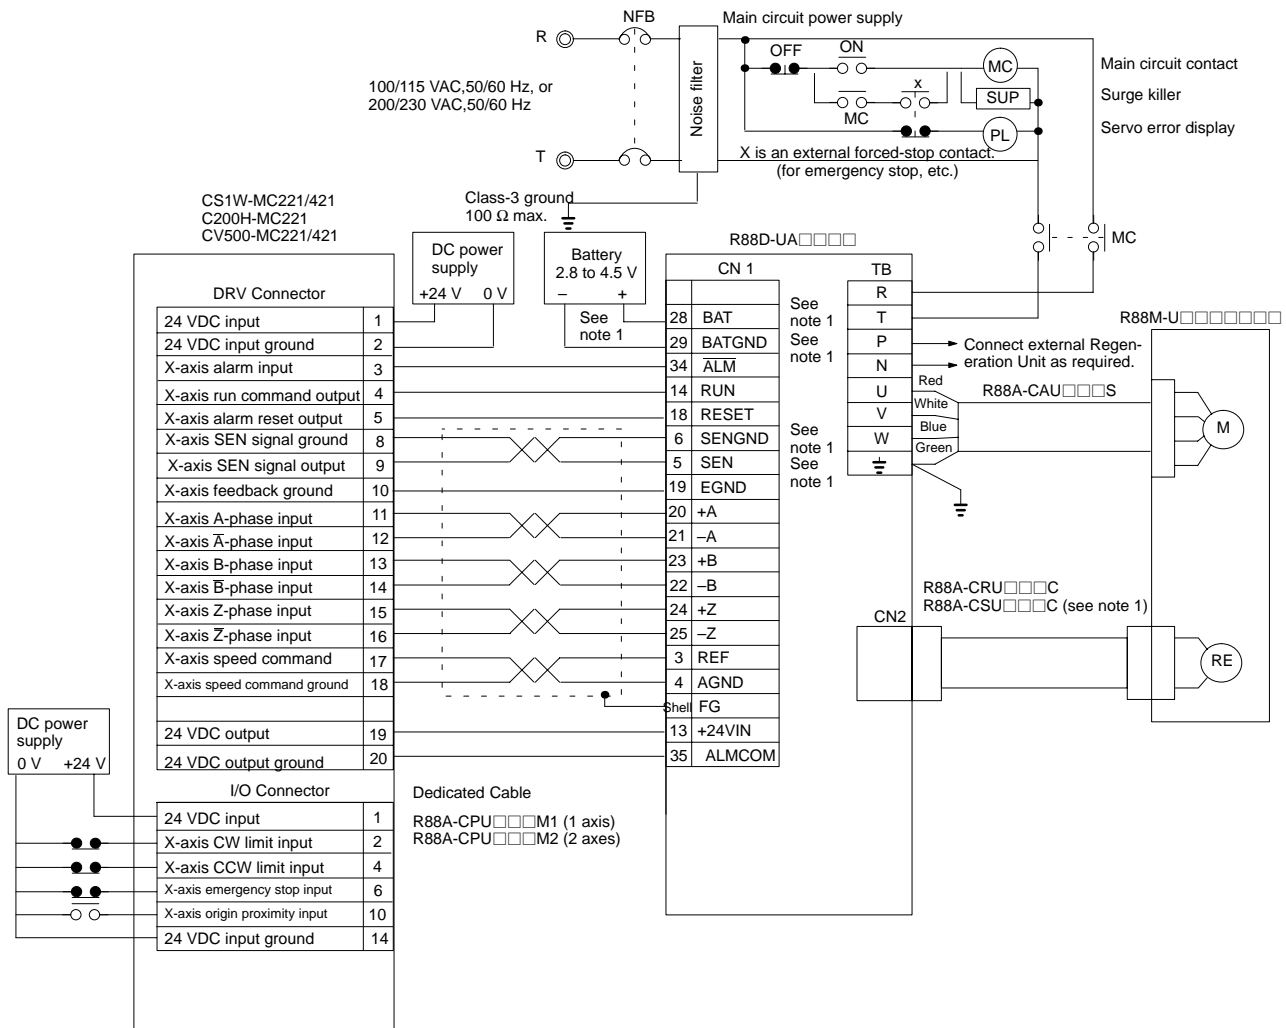 NFB
Main circuit power supply
R
OFF
ON
MC
Main circuit contact
100/115 VAC,50/60 Hz, or
200/230 VAC,50/60 Hz
Noise filter
X
MC
SUP
Surge killer
PL
Servo error display
T
X is an external forced-stop contact.
(for emergency stop, etc.)
CS1W-MC221/421
C200H-MC221
CV500-MC221/421
Class-3 ground
100 Ω max.
MC
DC power
supply
+24 V 0 V
Battery
2.8 to 4.5 V
– +
See
note 1
R88D-UA□□□□
CN 1
TB
DRV Connector
24 VDC input 1
24 VDC input ground 2
X-axis alarm input 3
X-axis run command output 4
X-axis alarm reset output 5
X-axis SEN signal ground 8
X-axis SEN signal output 9
X-axis feedback ground 10
X-axis A-phase input 11
X-axis A̅-phase input 12
X-axis B-phase input 13
X-axis B̅-phase input 14
X-axis Z-phase input 15
X-axis Z̅-phase input 16
X-axis speed command 17
X-axis speed command ground 18
24 VDC output 19
24 VDC output ground 20
28 BAT
29 BATGND
34 A̅L̅M̅
14 RUN
18 RESET
6 SENGND
5 SEN
19 EGND
20 +A
21 –A
23 +B
22 –B
24 +Z
25 –Z
3 REF
4 AGND
Shell FG
13 +24VIN
35 ALMCOM
See
note 1
See
note 1
See
note 1
See
note 1
R
T
P
N
U
V
W
Connect external Regen-
eration Unit as required.
Red
White
Blue
Green
R88A-CAU□□□S
R88M-U□□□□□□□
M
R88A-CRU□□□C
R88A-CSU□□□C (see note 1)
CN2
RE
DC power
supply
0 V +24 V
I/O Connector
24 VDC input 1
X-axis CW limit input 2
X-axis CCW limit input 4
X-axis emergency stop input 6
X-axis origin proximity input 10
24 VDC input ground 14
Dedicated Cable
R88A-CPU□□□M1 (1 axis)
R88A-CPU□□□M2 (2 axes)